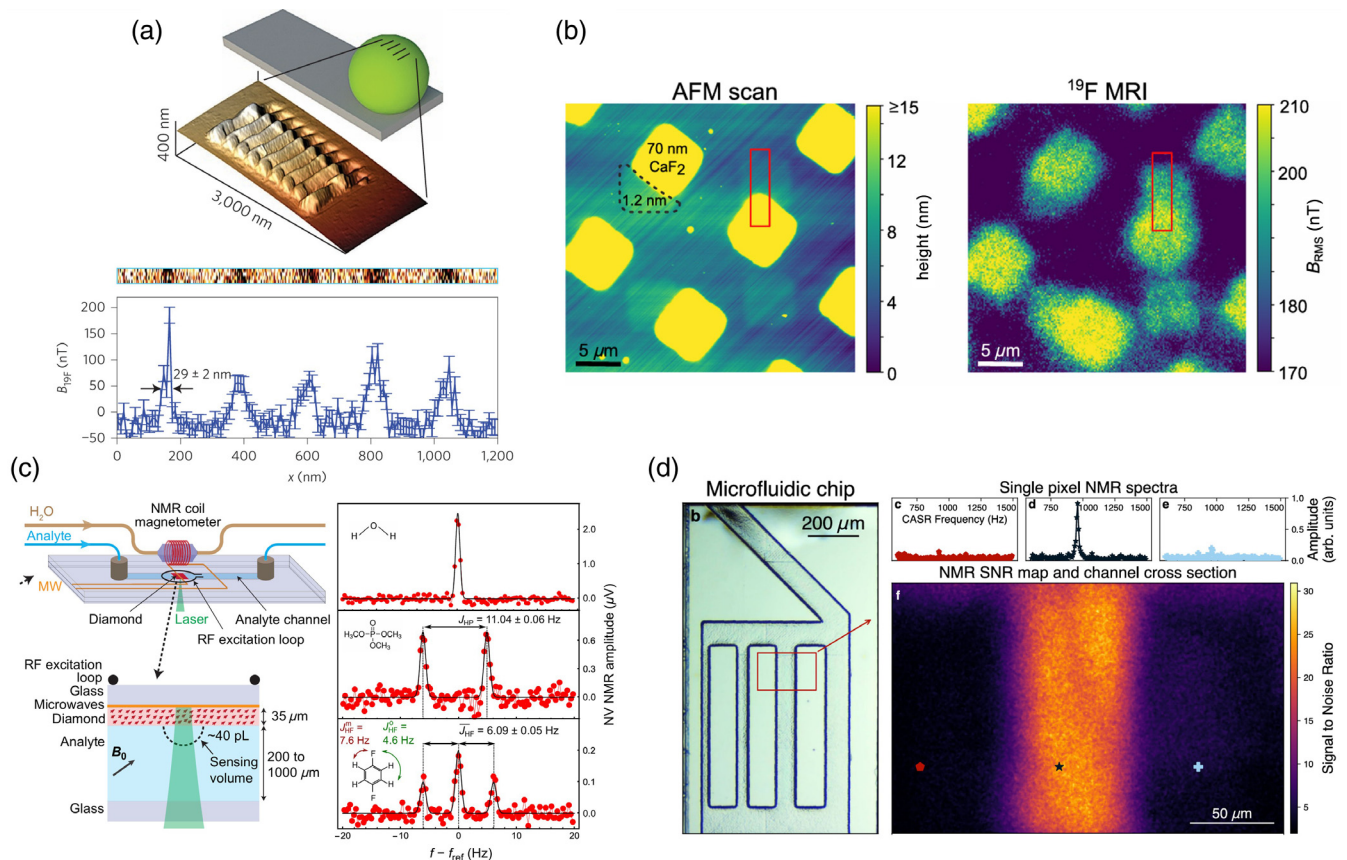 (a)
400 nm
3,000 nm
200
150
100
50
0
-50
B19F (nT)
29 ± 2 nm
0
200
400
600
800
1,000
1,200
x (nm)
(b)
AFM scan
70 nm
CaF2
1.2 nm
5 µm
≥15
12
8
4
0
height (nm)
19F MRI
5 µm
210
200
190
180
170
BRMS (nT)
(c)
NMR coil
magnetometer
H2O
Analyte
MW
Diamond
Laser
Analyte channel
RF excitation loop
RF excitation
loop
Glass
Microwaves
Diamond
35 µm
Analyte
~40 pL
B0
Sensing
volume
200 to
1000 µm
Glass
H O H
2.0
1.0
0.0
JHP = 11.04 ± 0.06 Hz
H3CO P OCH3
O
OCH3
0.6
0.3
0.0
JmHF =
7.6 Hz
JoHF =
4.6 Hz
JHF = 6.09 ± 0.05 Hz
F
H H
H H
F
0.2
0.1
0.0
NV NMR amplitude (µV)
-20
-10
0
10
20
f − fref (Hz)
(d)
Microfluidic chip
b
200 µm
Single pixel NMR spectra
c
500 1000 1500
CASR Frequency (Hz)
d
500 1000 1500
e
500 1000 1500
1.0
0.5
0.0
Amplitude
(arb. units)
NMR SNR map and channel cross section
f
50 µm
30
25
20
15
10
5
Signal to Noise Ratio